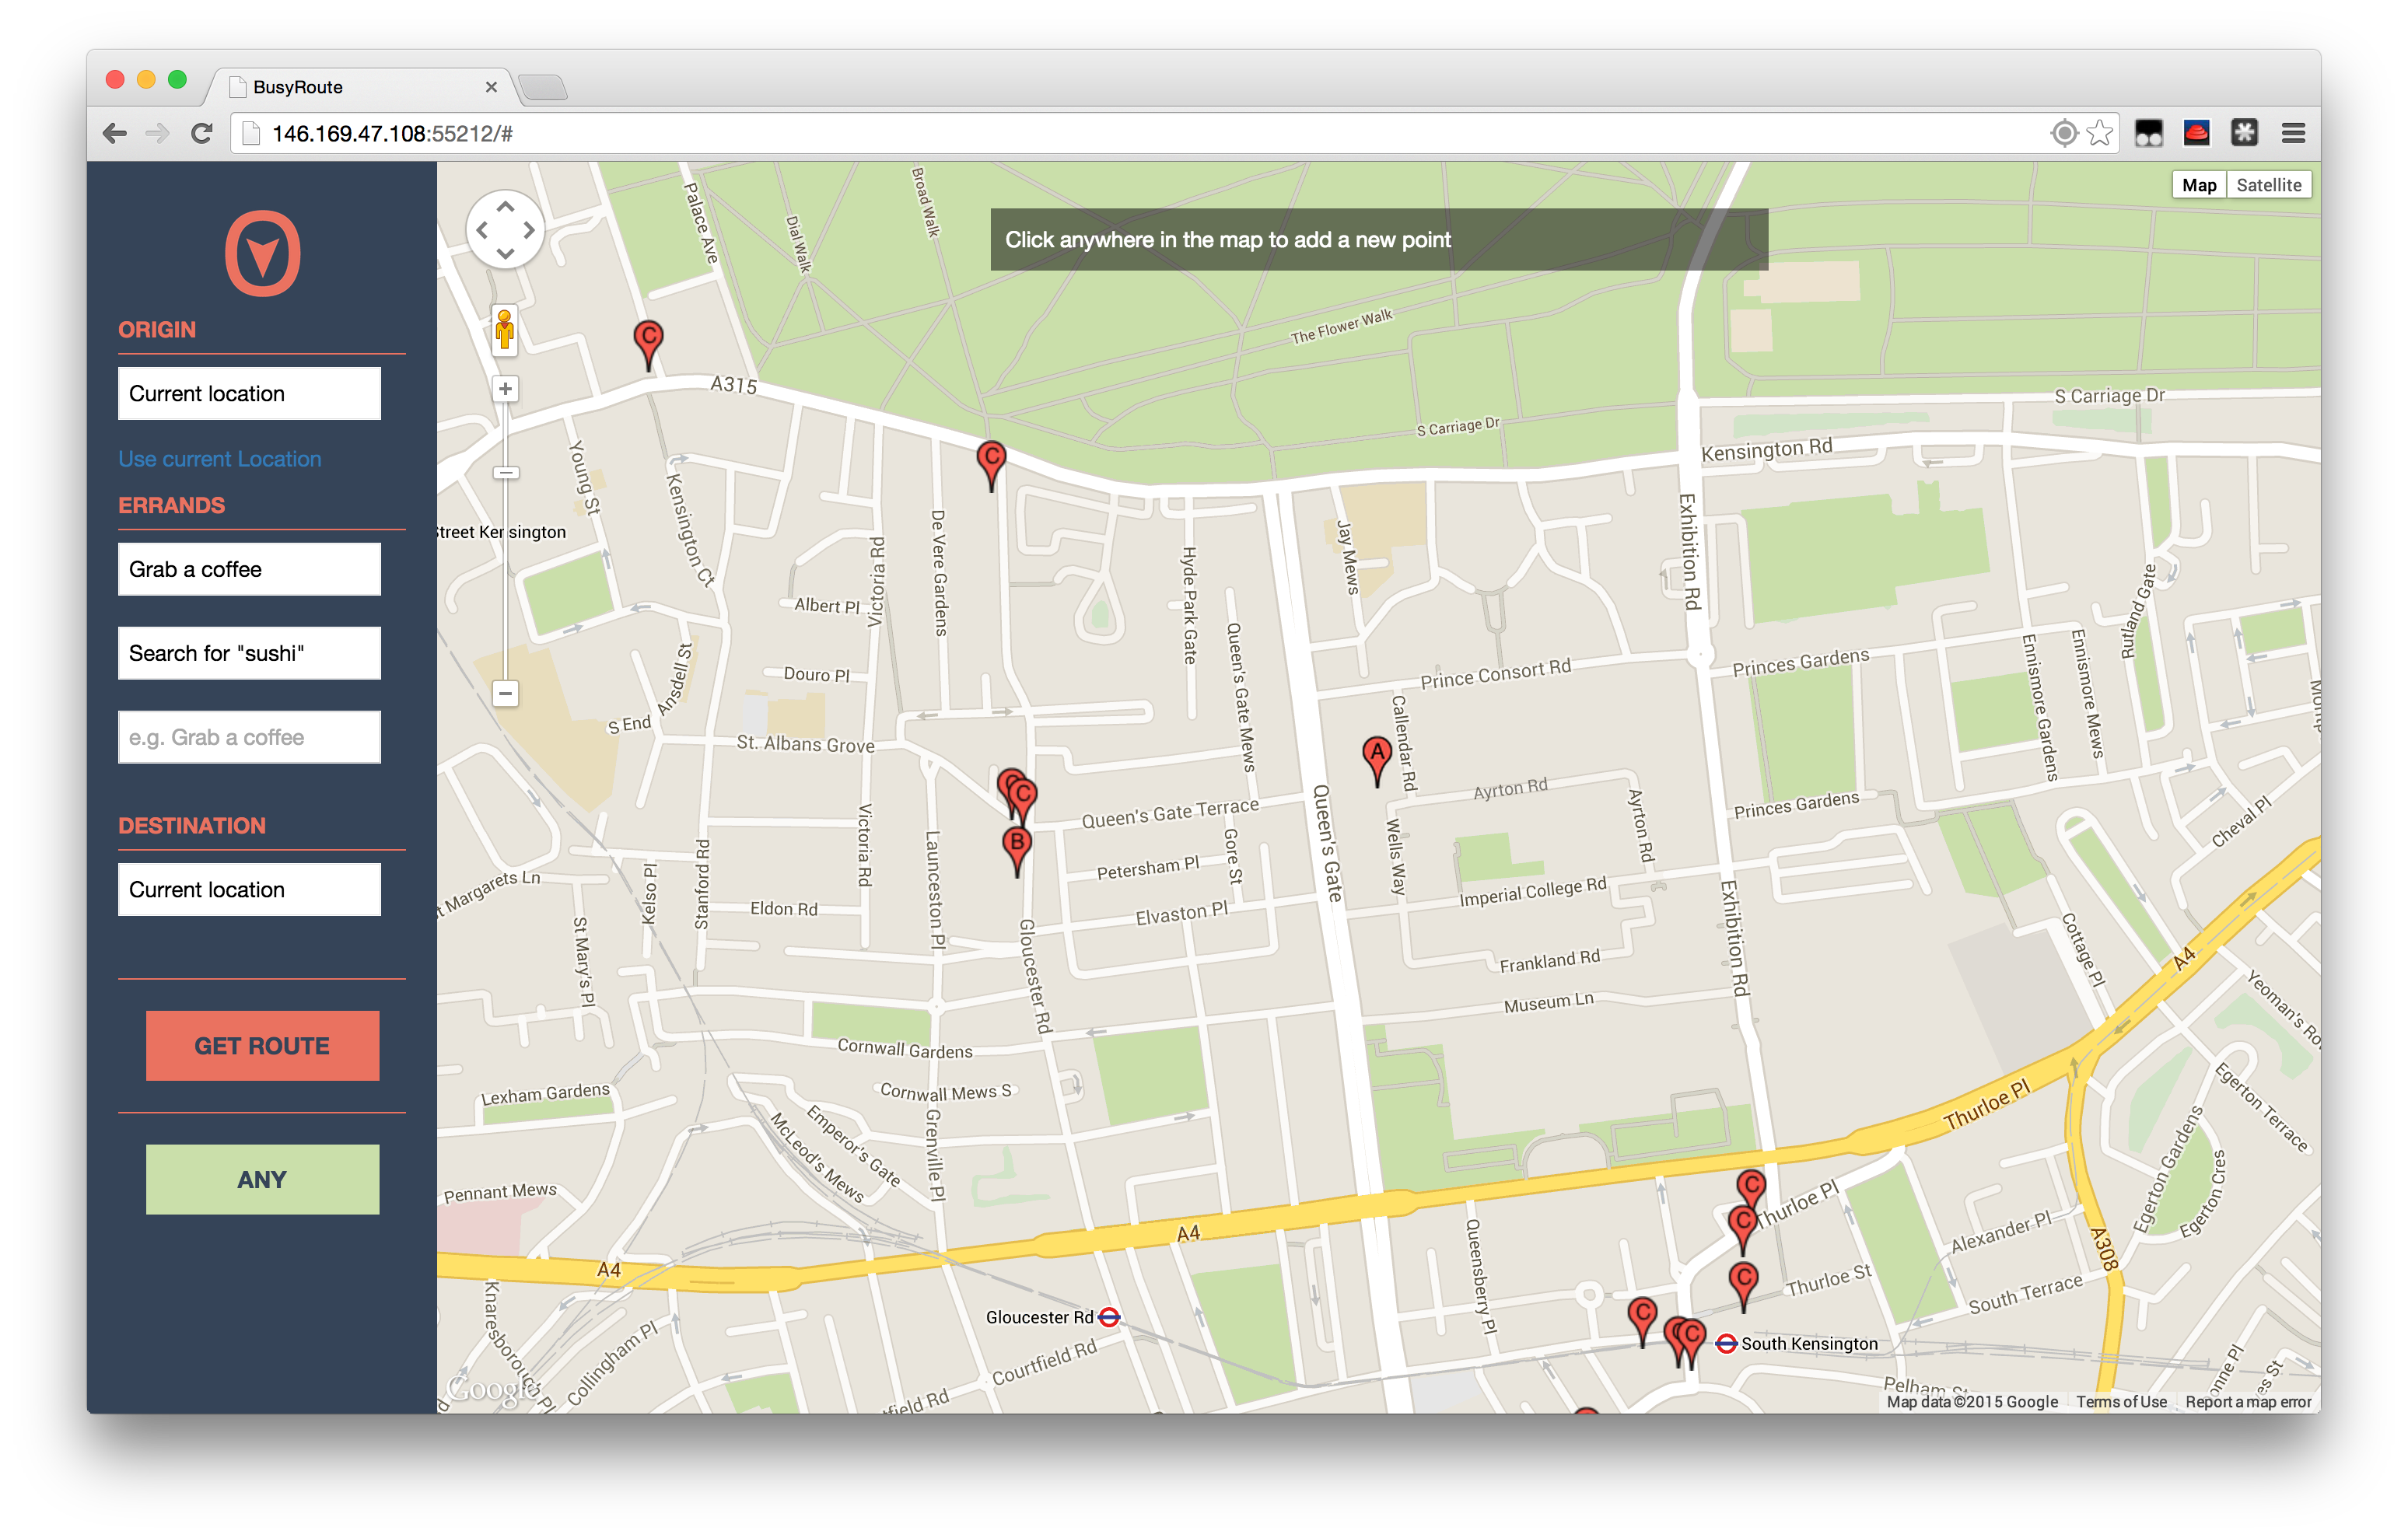 BusyRoute
146.169.47.108:55212/#
ORIGIN
Current location
Use current Location
ERRANDS
Grab a coffee
Search for "sushi"
e.g. Grab a coffee
DESTINATION
Current location
GET ROUTE
ANY
Map Satellite
Click anywhere in the map to add a new point
Palace Ave
Dial Walk
Broad Walk
The Flower Walk
C
A315
S Carriage Dr
S Carriage Dr
Kensington Rd
C
Young St
Kensington Ct
Street Kensington
De Vere Gardens
Victoria Rd
Hyde Park Gate
Jay Mews
Exhibition Rd
Albert Pl
Queen's Gate Mews
Rutland Gate
Ennismore Gardens
Ennismore Mews
Ansdell St
S End
Douro Pl
Prince Consort Rd
Princes Gardens
St. Albans Grove
Callendar Rd
A
C
C
B
Ayrton Rd
Ayrton Rd
Princes Gardens
Queen's Gate Terrace
Queen's Gate
Wells Way
Gore St
Cheval Pl
Victoria Rd
Launceston Pl
Stanford Rd
Kelso Pl
Petersham Pl
Imperial College Rd
Exhibition Rd
Elvaston Pl
Eldon Rd
St Mary's Pl
Gloucester Rd
Frankland Rd
Museum Ln
Cottage Pl
A4
Cornwall Gardens
Cornwall Mews S
Lexham Gardens
Emperor's Gate
McLeod's Mews
Grenville Pl
Thurloe Pl
Egerton Terrace
Egerton Gardens
Egerton Cres
Pennant Mews
C
C
Thurloe Pl
Alexander Pl
A308
A4
A4
Queensberry Pl
C
Thurloe St
South Terrace
Knaresborough Pl
Collingham Pl
Gloucester Rd
Courtfield Rd
C
C
C
South Kensington
Google
Map data ©2015 Google Terms of Use Report a map error